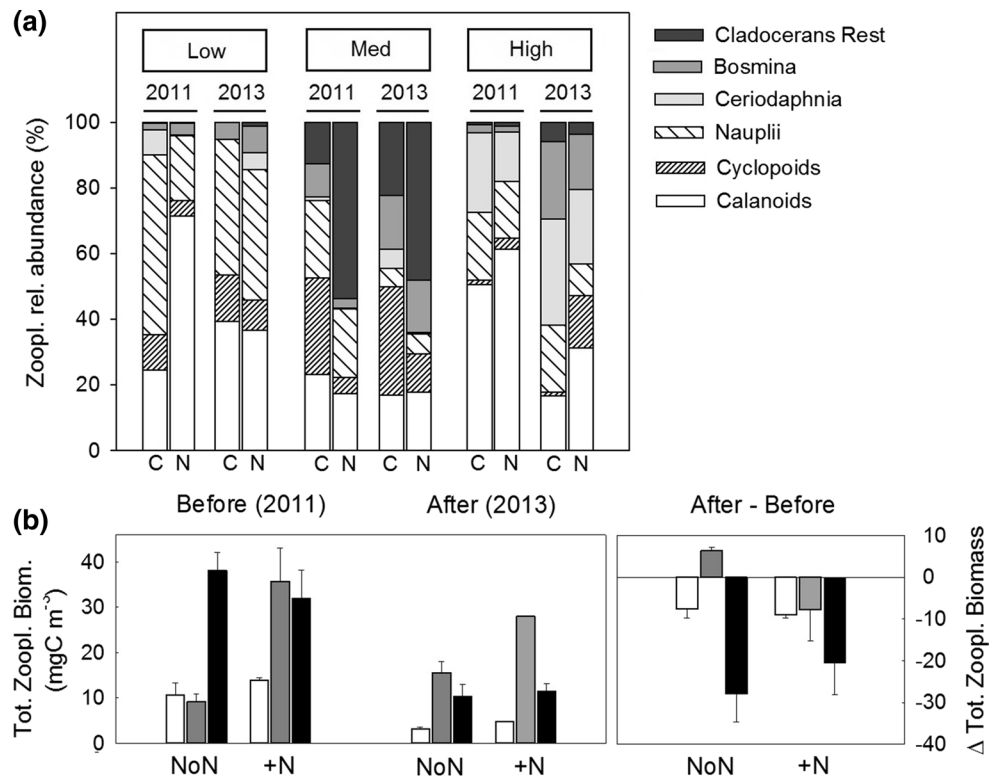 (a)
Low Med High
2011 2013 2011 2013 2011 2013
Cladocerans Rest
Bosmina
Ceriodaphnia
Nauplii
Cyclopoids
Calanoids
Zoopl. rel. abundance (%)
100
80
60
40
20
0
C N C N C N C N C N C N
(b)
Before (2011) After (2013) After - Before
Tot. Zoopl. Biom.
(mgC m⁻³)
40
30
20
10
0
10
0
-10
-20
-30
-40
Δ Tot. Zoopl. Biomass
NoN +N NoN +N NoN +N